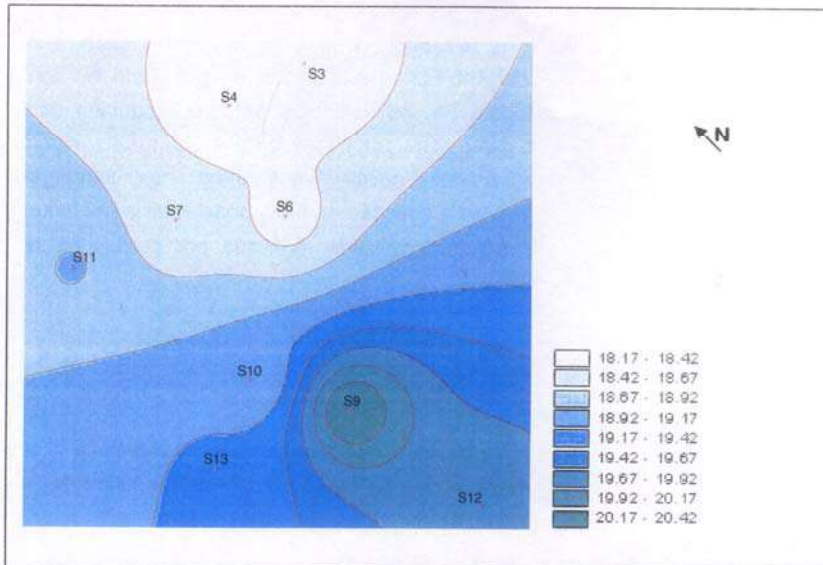 S3
S4
N
S7
S6
S11
S10
S9
S13
S12
18.17 - 18.42
18.42 - 18.67
18.67 - 18.92
18.92 - 19.17
19.17 - 19.42
19.42 - 19.67
19.67 - 19.92
19.92 - 20.17
20.17 - 20.42